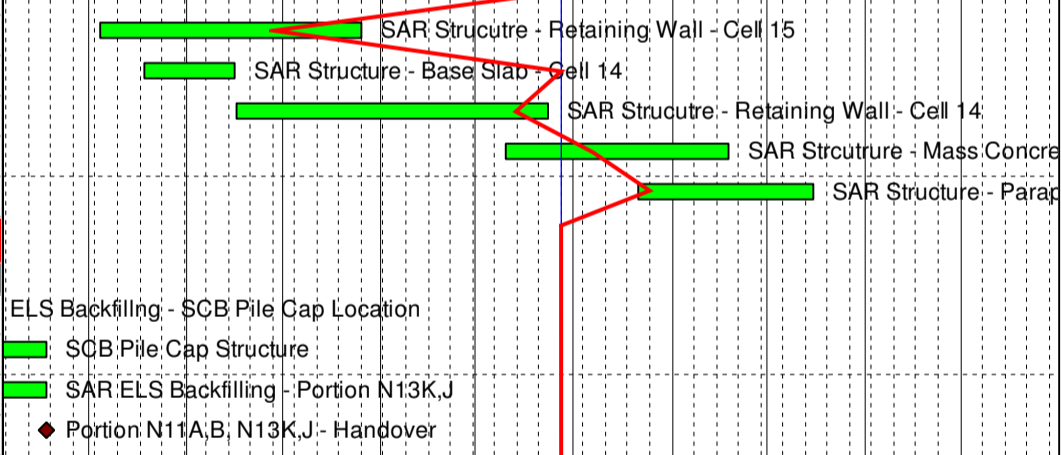 SAR Strucutre - Retaining Wall - Cell 15
SAR Structure - Base Slab - Cell 14
SAR Strucutre - Retaining Wall - Cell 14
SAR Strcutrure - Mass Concre
SAR Structure - Parap
ELS Backfillng - SCB Pile Cap Location
SCB Pile Cap Structure
SAR ELS Backfilling - Portion N13K,J
Portion N11A,B, N13K,J - Handover